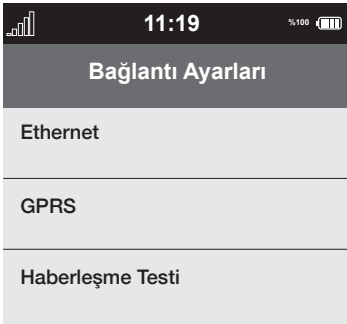 11:19 %100
Bağlantı Ayarları
Ethernet
GPRS
Haberleşme Testi